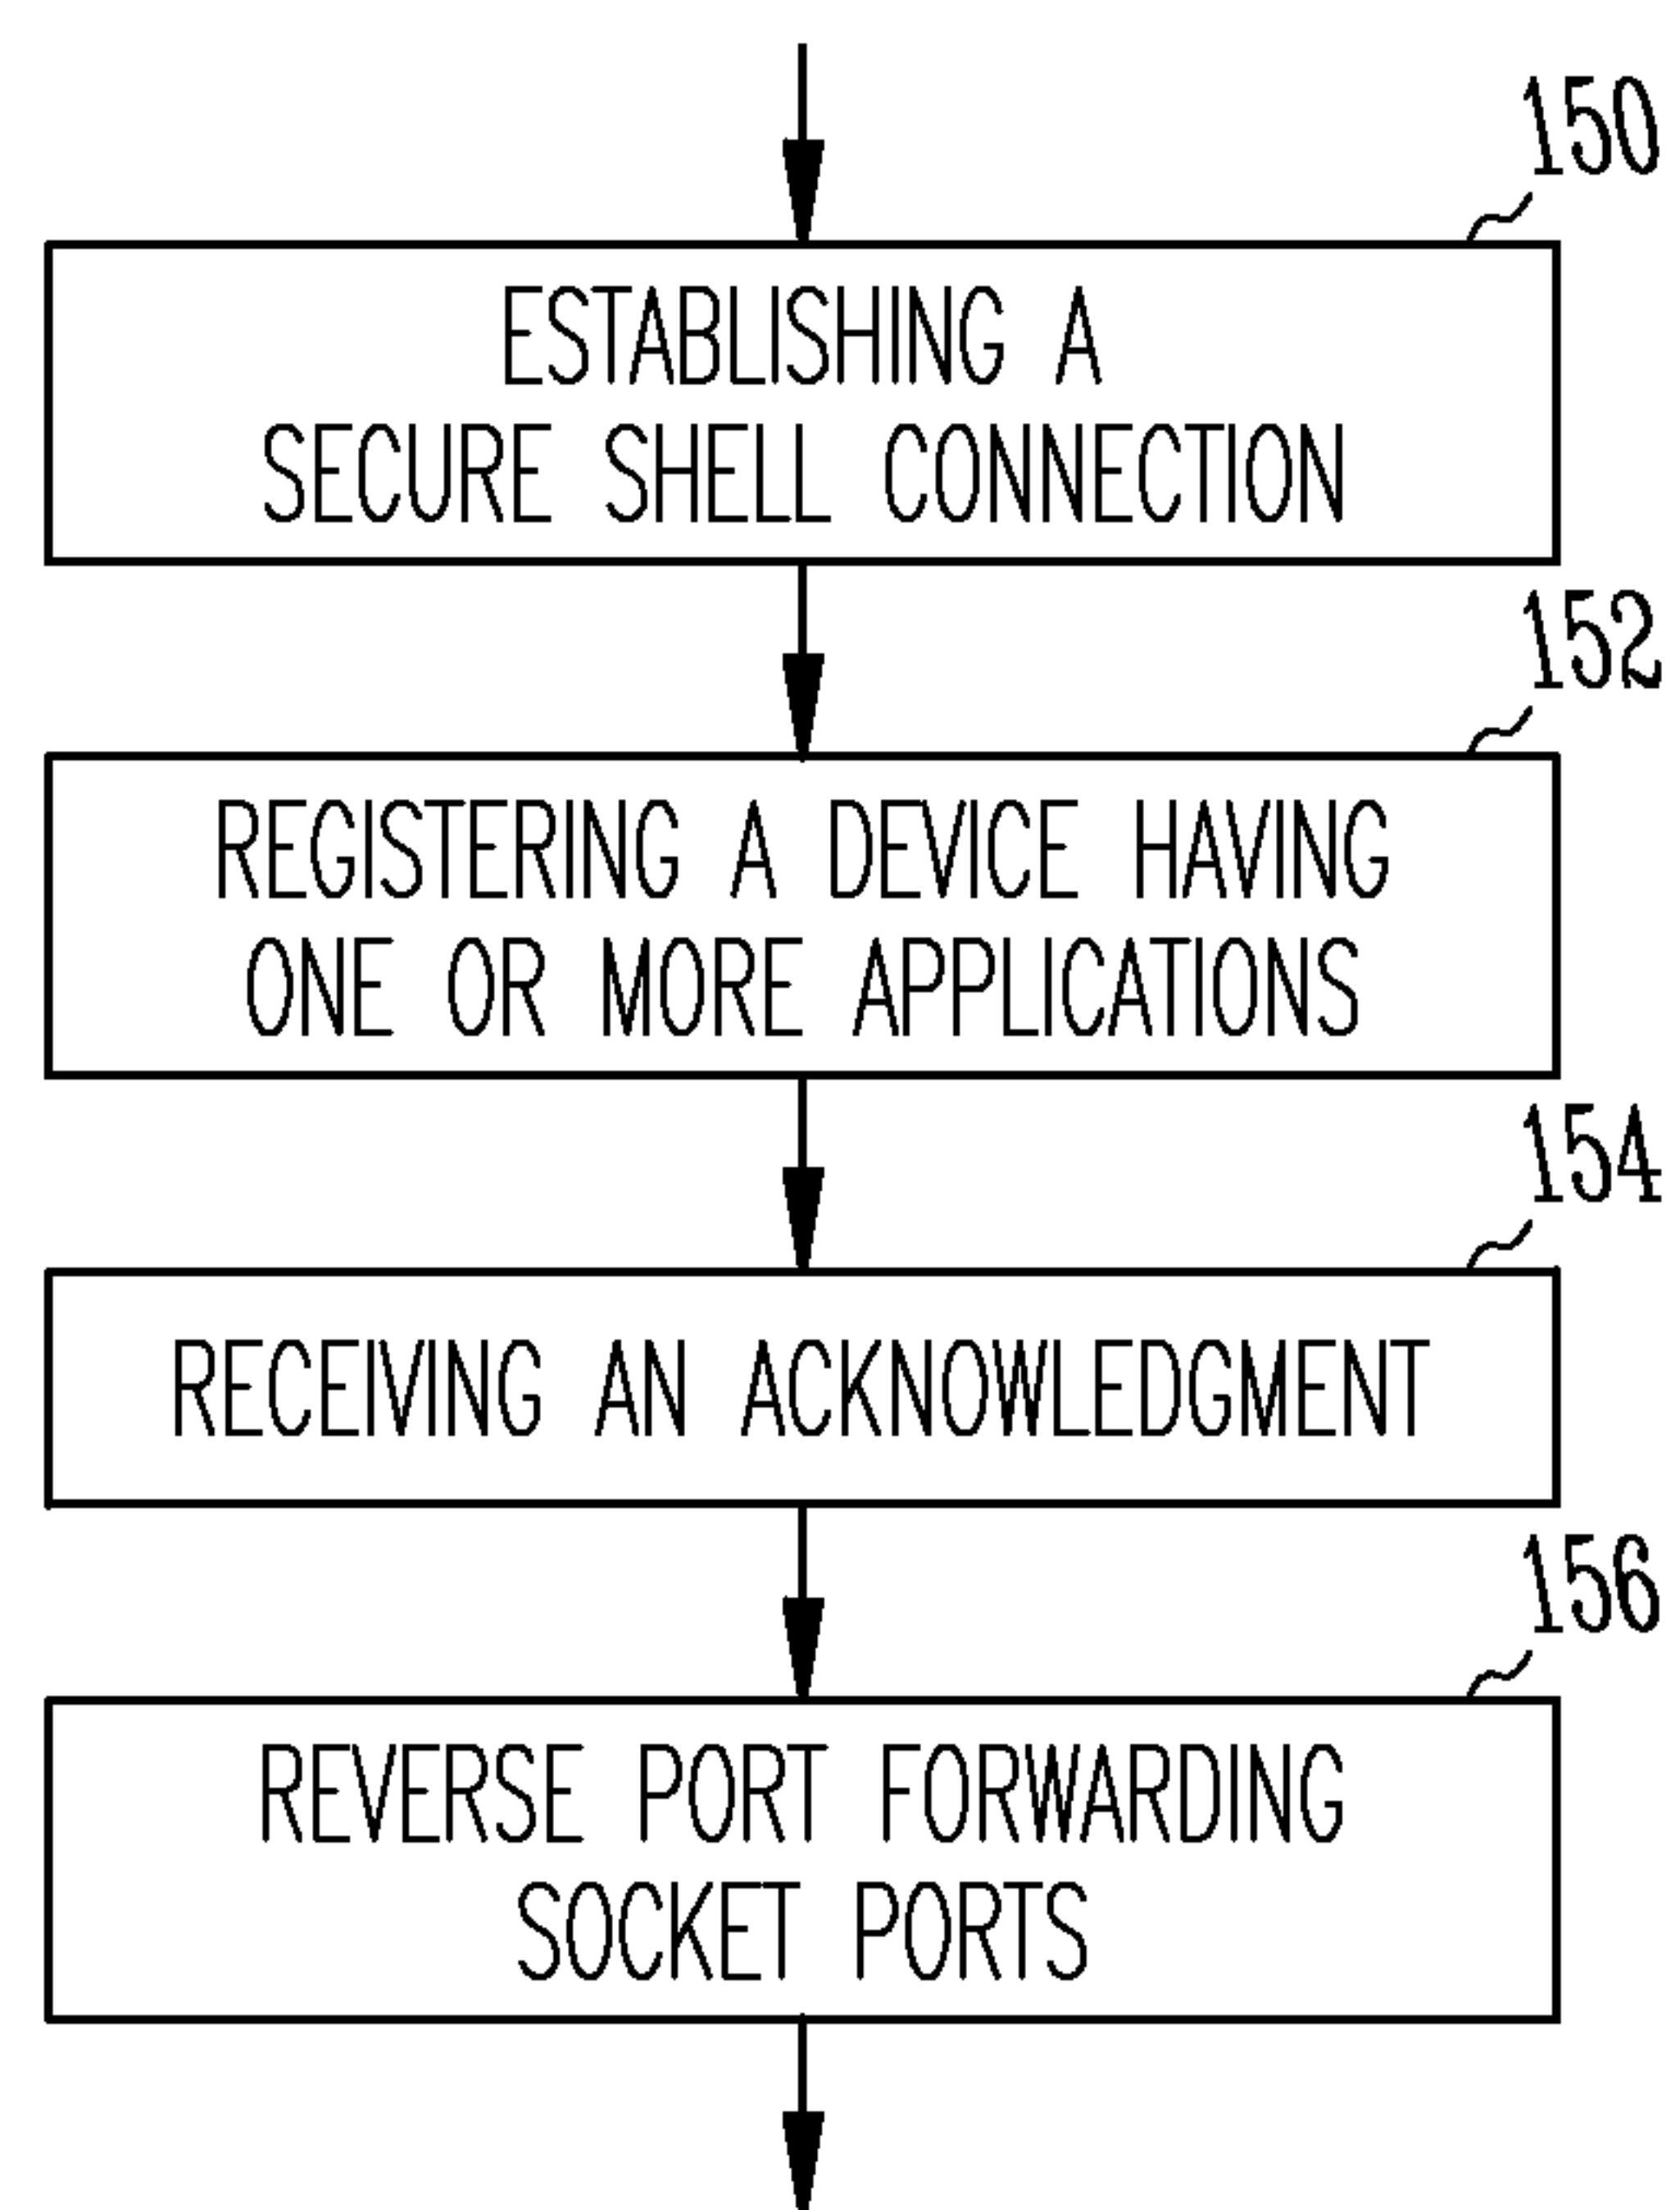 150
ESTABLISHING A
SECURE SHELL CONNECTION
152
REGISTERING A DEVICE HAVING
ONE OR MORE APPLICATIONS
154
RECEIVING AN ACKNOWLEDGMENT
156
REVERSE PORT FORWARDING
SOCKET PORTS